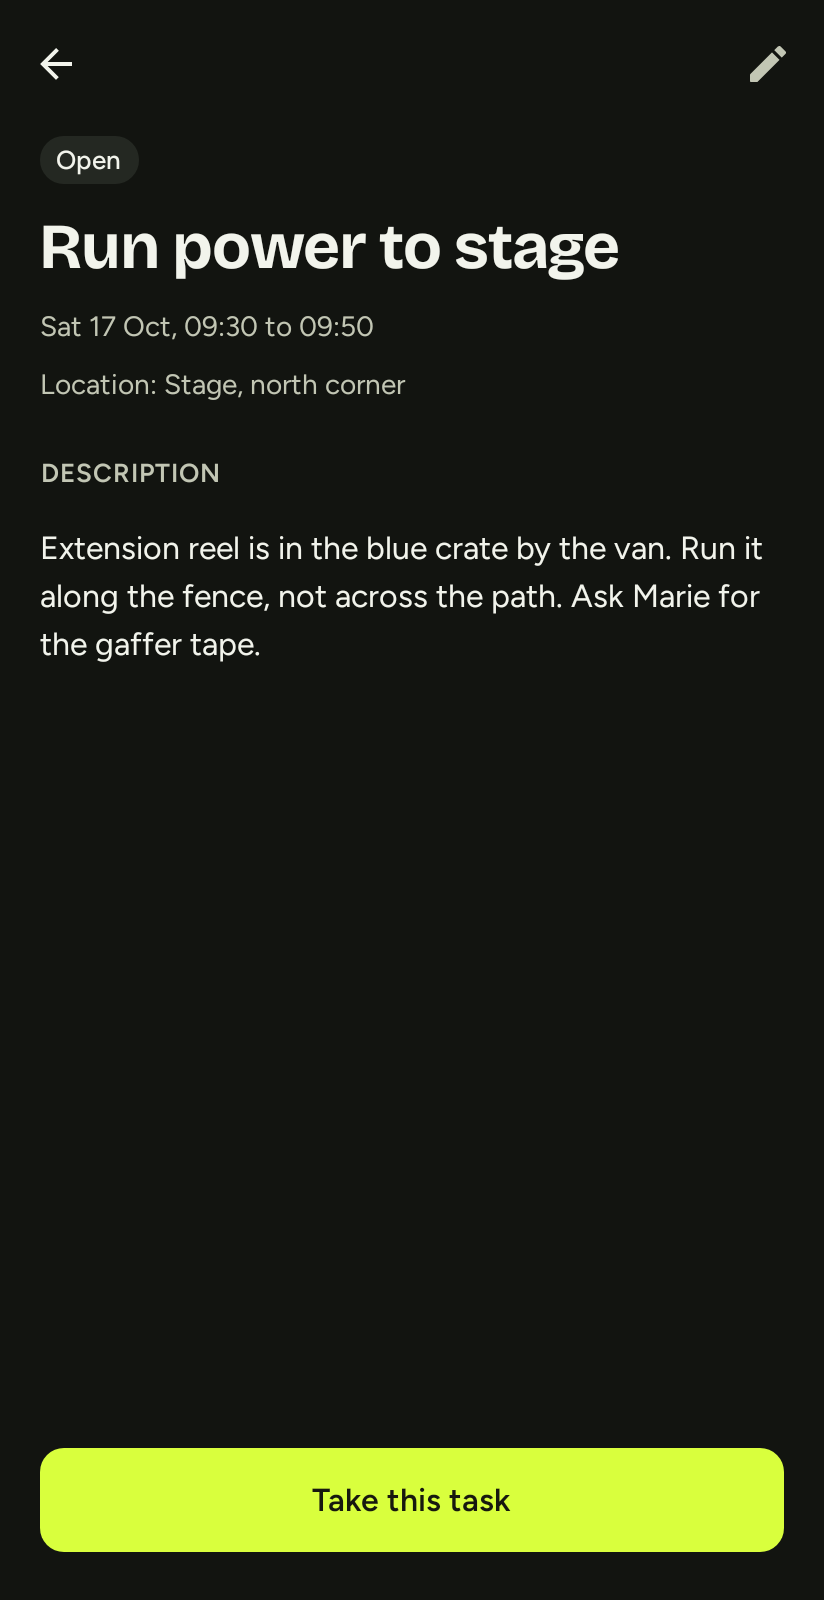 Open
Run power to stage
Sat 17 Oct, 09:30 to 09:50
Location: Stage, north corner
DESCRIPTION
Extension reel is in the blue crate by the van. Run it
along the fence, not across the path. Ask Marie for
the gaffer tape.
Take this task